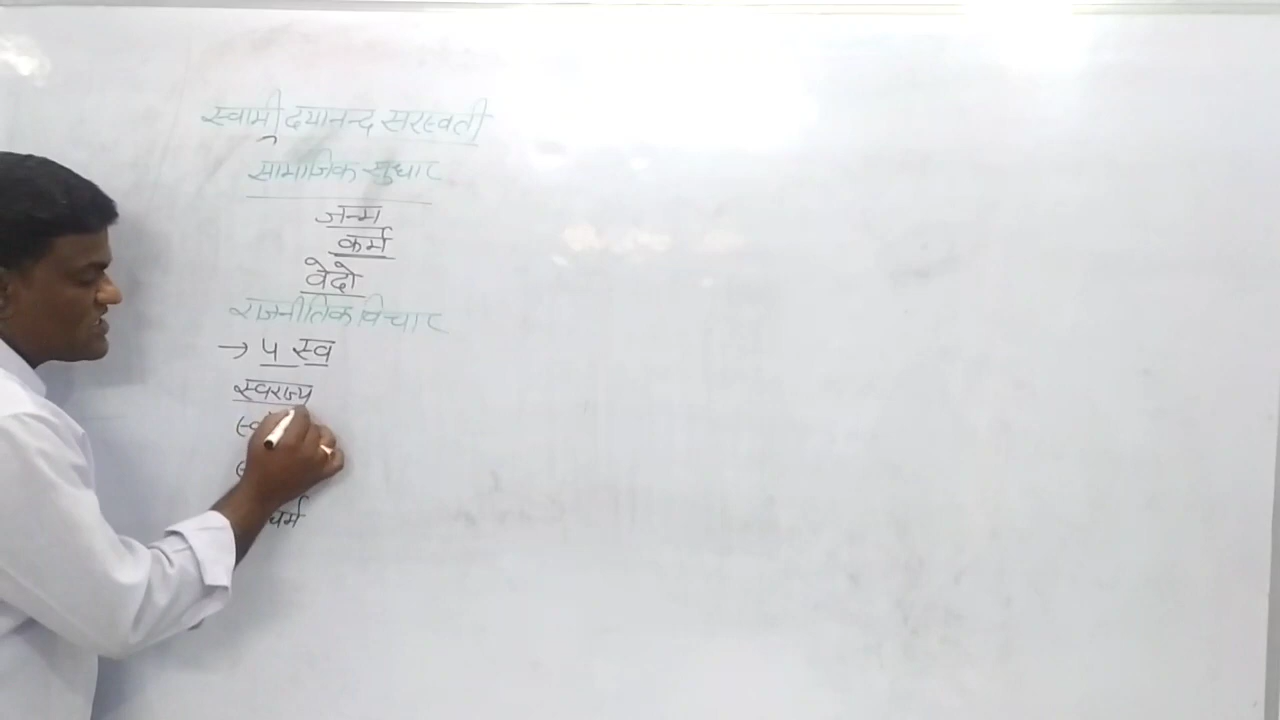 स्वामी दयानन्द सरस्वती
सामाजिक सुधार
जन्म
कर्म
वेदो
राजनीतिक विचार
→ 4 स्व
स्वराज्य